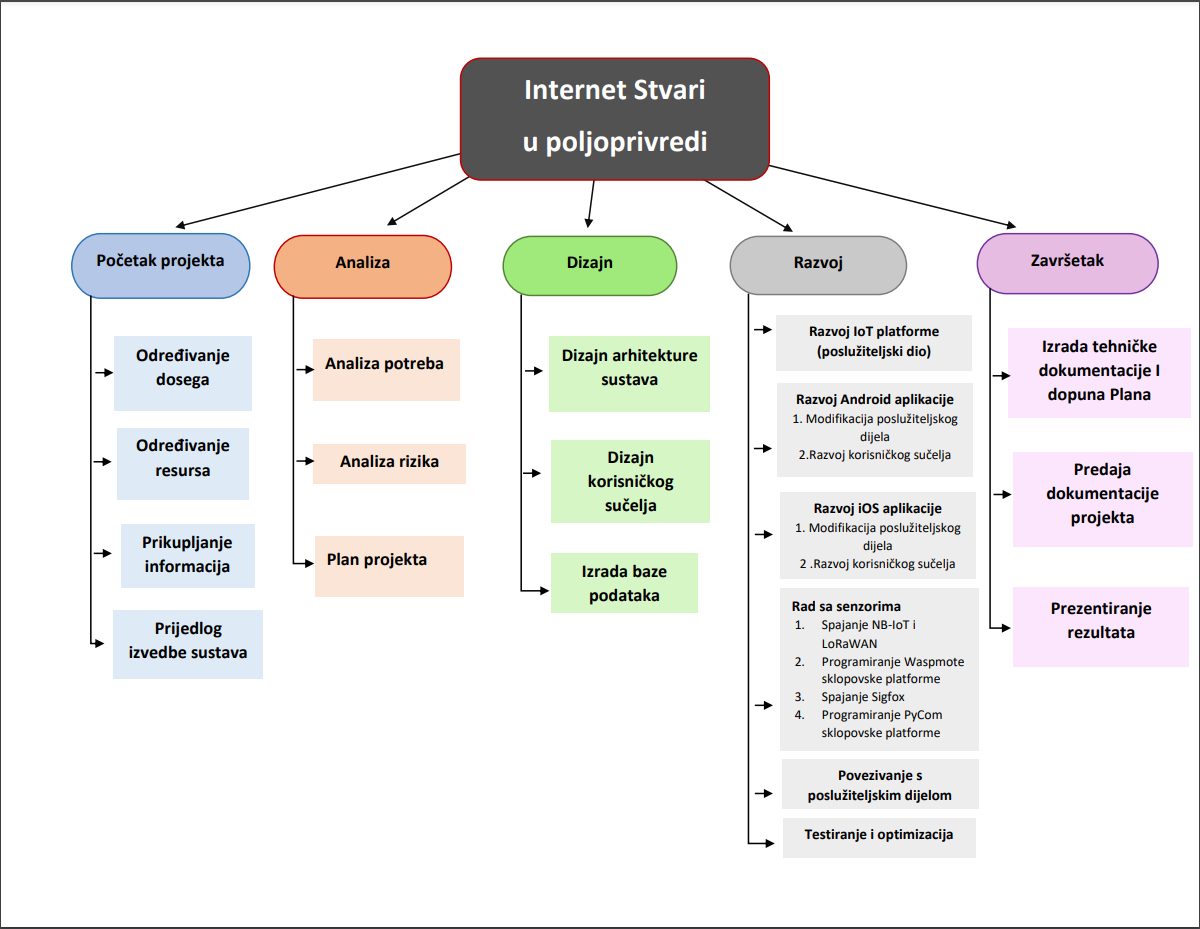 Internet Stvari
u poljoprivredi
Početak projekta
Određivanje
dosega
Određivanje
resursa
Prikupljanje
informacija
Prijedlog
izvedbe sustava
Analiza
Analiza potreba
Analiza rizika
Plan projekta
Dizajn
Dizajn arhitekture
sustava
Dizajn
korisničkog
sučelja
Izrada baze
podataka
Razvoj
Razvoj IoT platforme
(poslužiteljski dio)
Razvoj Android aplikacije
1. Modifikacija poslužiteljskog
dijela
2.Razvoj korisničkog sučelja
Razvoj iOS aplikacije
1. Modifikacija poslužiteljskog
dijela
2 .Razvoj korisničkog sučelja
Rad sa senzorima
1. Spajanje NB-IoT i
LoRaWAN
2. Programiranje Waspmote
sklopovske platforme
3. Spajanje Sigfox
4. Programiranje PyCom
sklopovske platforme
Povezivanje s
poslužiteljskim dijelom
Testiranje i optimizacija
Završetak
Izrada tehničke
dokumentacije I
dopuna Plana
Predaja
dokumentacije
projekta
Prezentiranje
rezultata